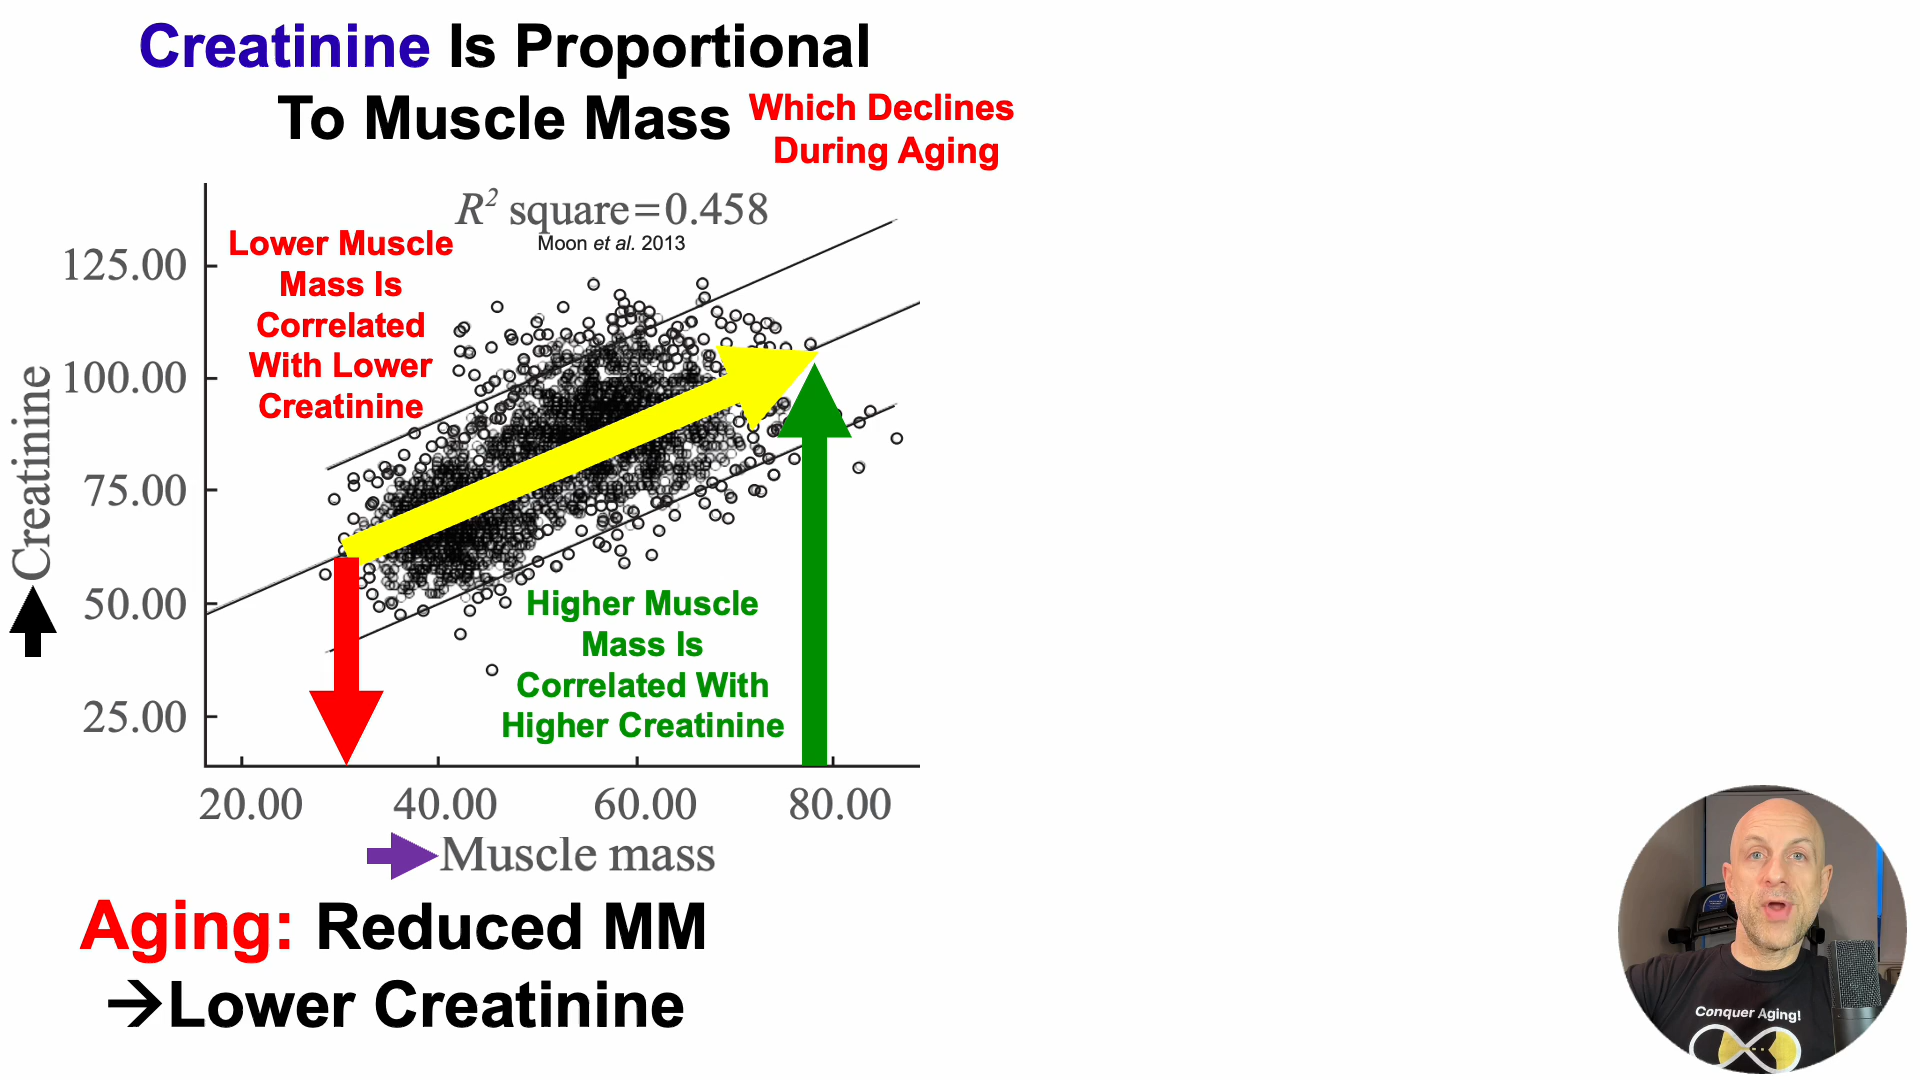 Creatinine Is Proportional
To Muscle Mass
Which Declines
During Aging
R² square=0.458
Moon et al. 2013
Lower Muscle
Mass Is
Correlated
With Lower
Creatinine
125.00
100.00
75.00
50.00
25.00
Creatinine
Higher Muscle
Mass Is
Correlated With
Higher Creatinine
20.00 40.00 60.00 80.00
Muscle mass
Aging: Reduced MM
→Lower Creatinine
Conquer Aging!